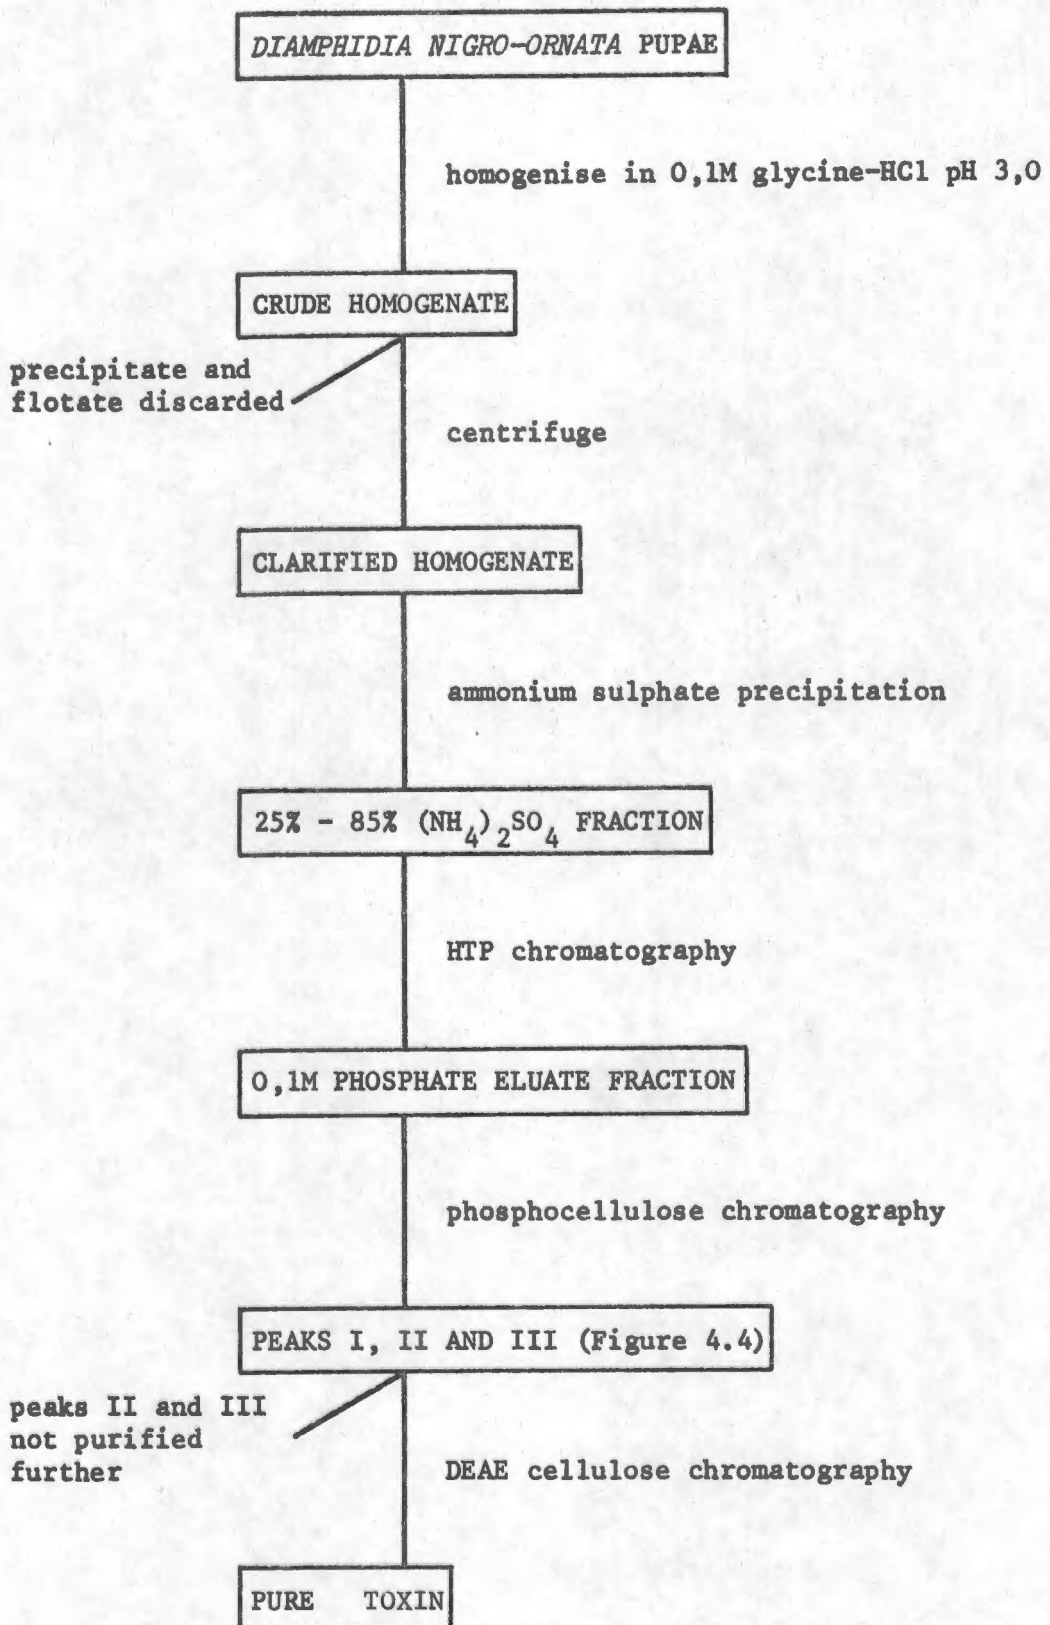 DIAMPHIDIA NIGRO-ORNATA PUPAE
homogenise in 0,1M glycine-HCl pH 3,0
CRUDE HOMOGENATE
precipitate and
flotate discarded
centrifuge
CLARIFIED HOMOGENATE
ammonium sulphate precipitation
25% - 85% (NH4)2SO4 FRACTION
HTP chromatography
0,1M PHOSPHATE ELUATE FRACTION
phosphocellulose chromatography
PEAKS I, II AND III (Figure 4.4)
peaks II and III
not purified
further
DEAE cellulose chromatography
PURE TOXIN